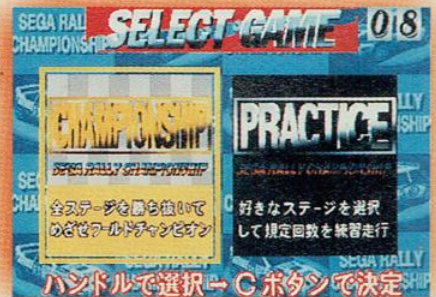 SELECT GAME 08
SEGA RALLY
CHAMPIONSHIP
CHAMPIONSHIP
SEGA RALLY CHAMPIONSHIP
全ステージを勝ち抜いて
めざせワールドチャンピオン
PRACTICE
SEGA RALLY CHAMPIONSHIP
好きなステージを選択
して規定回数を練習走行
SEGA RALLY
ハンドルで選択→Cボタンで決定